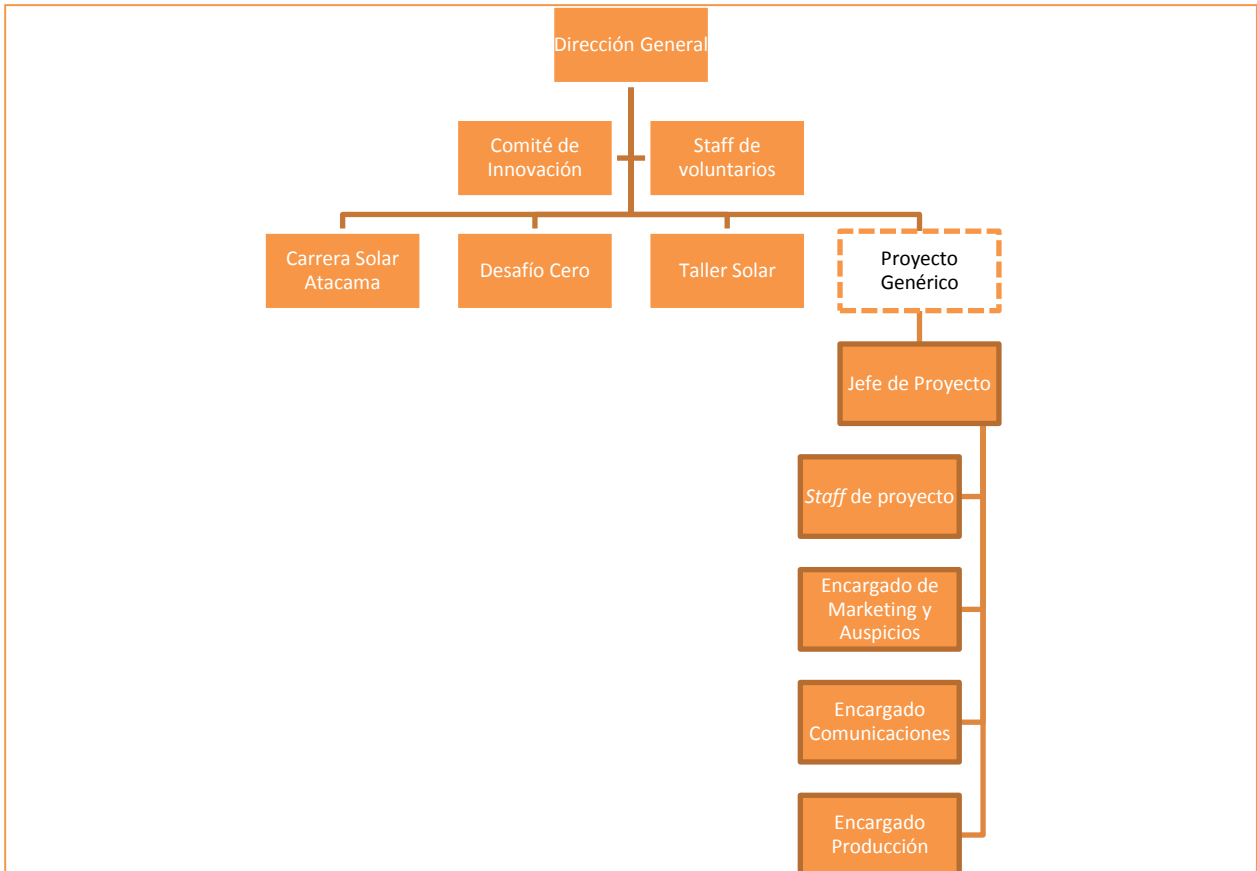 Dirección General
Comité de
Innovación
Staff de
voluntarios
Carrera Solar
Atacama
Desafío Cero
Taller Solar
Proyecto
Genérico
Jefe de Proyecto
Staff de proyecto
Encargado de
Marketing y
Auspicios
Encargado
Comunicaciones
Encargado
Producción